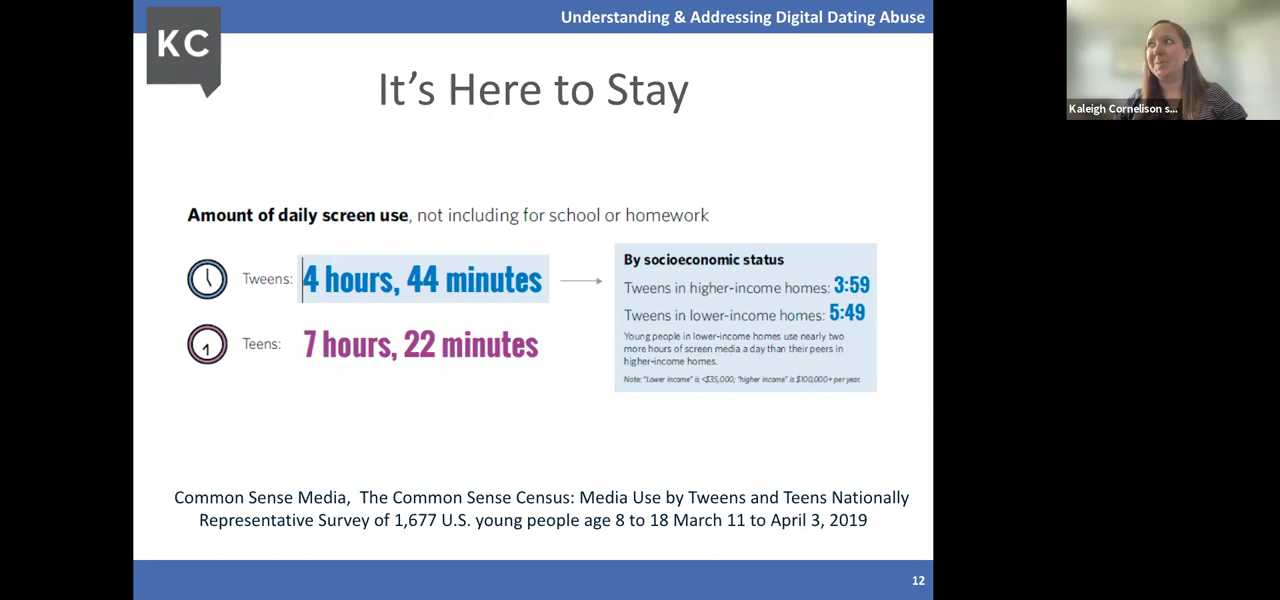 Understanding & Addressing Digital Dating Abuse
KC
It's Here to Stay
Amount of daily screen use, not including for school or homework
Tweens: 4 hours, 44 minutes
Teens: 7 hours, 22 minutes
By socioeconomic status
Tweens in higher-income homes: 3:59
Tweens in lower-income homes: 5:49
Young people in lower-income homes use nearly two
more hours of screen media a day than their peers in
higher-income homes.
Note: "Lower income" is <$35,000; "higher income" is $100,000+ per year.
Common Sense Media, The Common Sense Census: Media Use by Tweens and Teens Nationally
Representative Survey of 1,677 U.S. young people age 8 to 18 March 11 to April 3, 2019
12
Kaleigh Cornelison s...